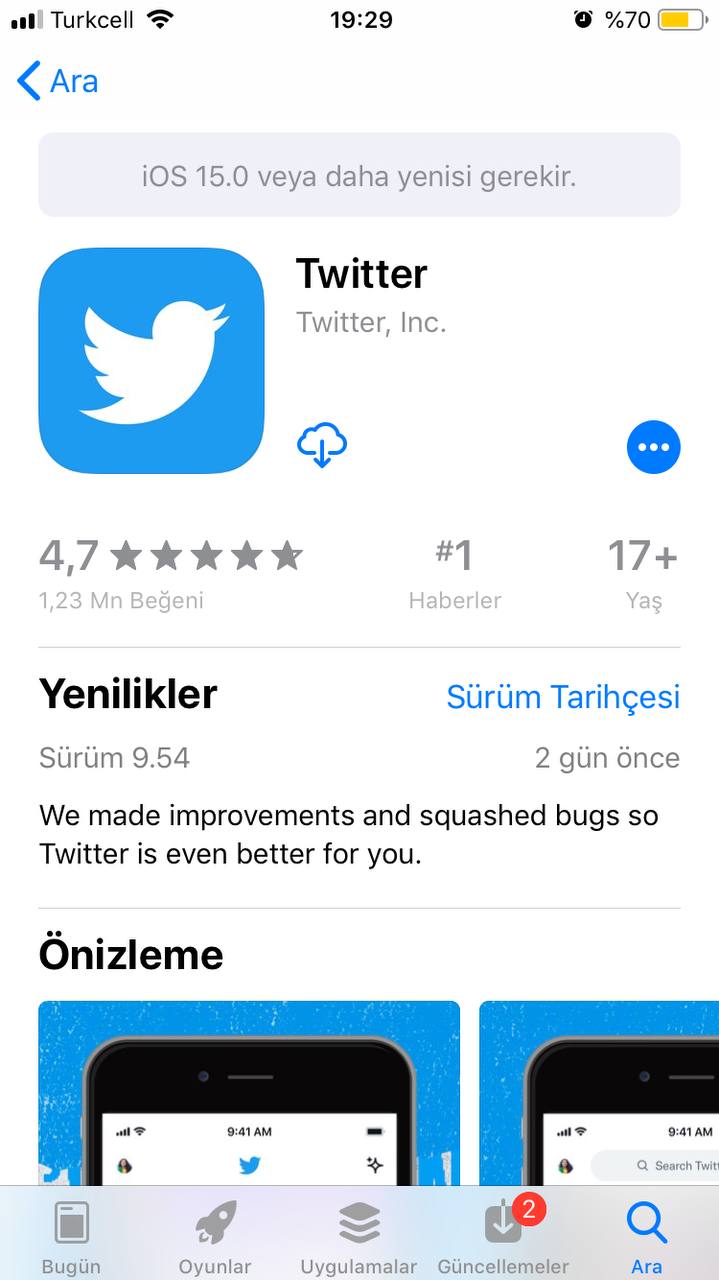 Turkcell 19:29 %70
Ara
iOS 15.0 veya daha yenisi gerekir.
Twitter
Twitter, Inc.
4,7 #1 17+
1,23 Mn Beğeni Haberler Yaş
Yenilikler Sürüm Tarihçesi
Sürüm 9.54 2 gün önce
We made improvements and squashed bugs so
Twitter is even better for you.
Önizleme
9:41 AM 9:41 AM
Search Twitt
2
Bugün Oyunlar Uygulamalar Güncellemeler Ara